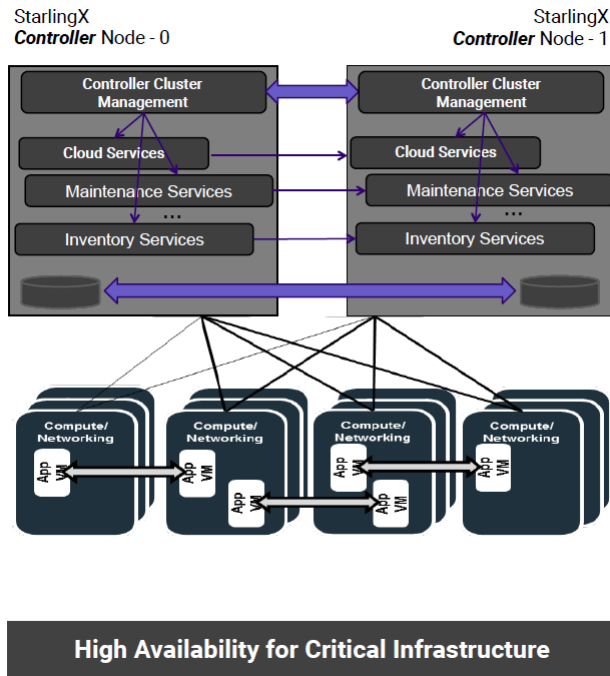 StarlingX
Controller Node - 0
StarlingX
Controller Node - 1
Controller Cluster
Management
Cloud Services
Maintenance Services
...
Inventory Services
Controller Cluster
Management
Cloud Services
Maintenance Services
...
Inventory Services
Compute/
Networking
App
VM
Compute/
Networking
App
VM
App
VM
Compute/
Networking
App
VM
App
VM
Compute/
Networking
App
VM
High Availability for Critical Infrastructure